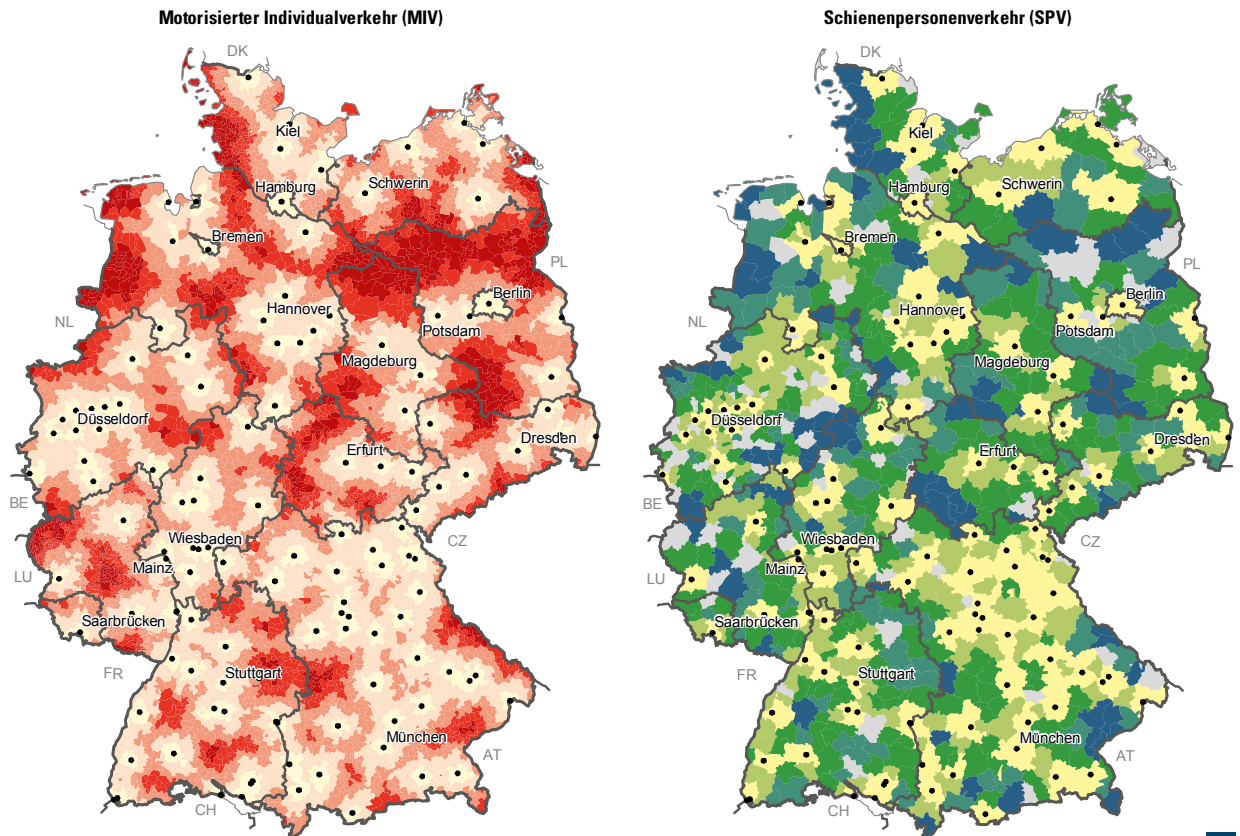 Motorisierter Individualverkehr (MIV)
DK
Kiel
Hamburg
Schwerin
Bremen
PL
Berlin
Hannover
NL
Potsdam
Magdeburg
Düsseldorf
Dresden
Erfurt
BE
Wiesbaden
CZ
Mainz
LU
Saarbrücken
FR
Stuttgart
München
AT
CH
Schienenpersonenverkehr (SPV)
DK
Kiel
Hamburg
Schwerin
Bremen
PL
Berlin
Hannover
NL
Potsdam
Magdeburg
Düsseldorf
Dresden
Erfurt
BE
Wiesbaden
CZ
Mainz
LU
Saarbrücken
FR
Stuttgart
München
AT
CH